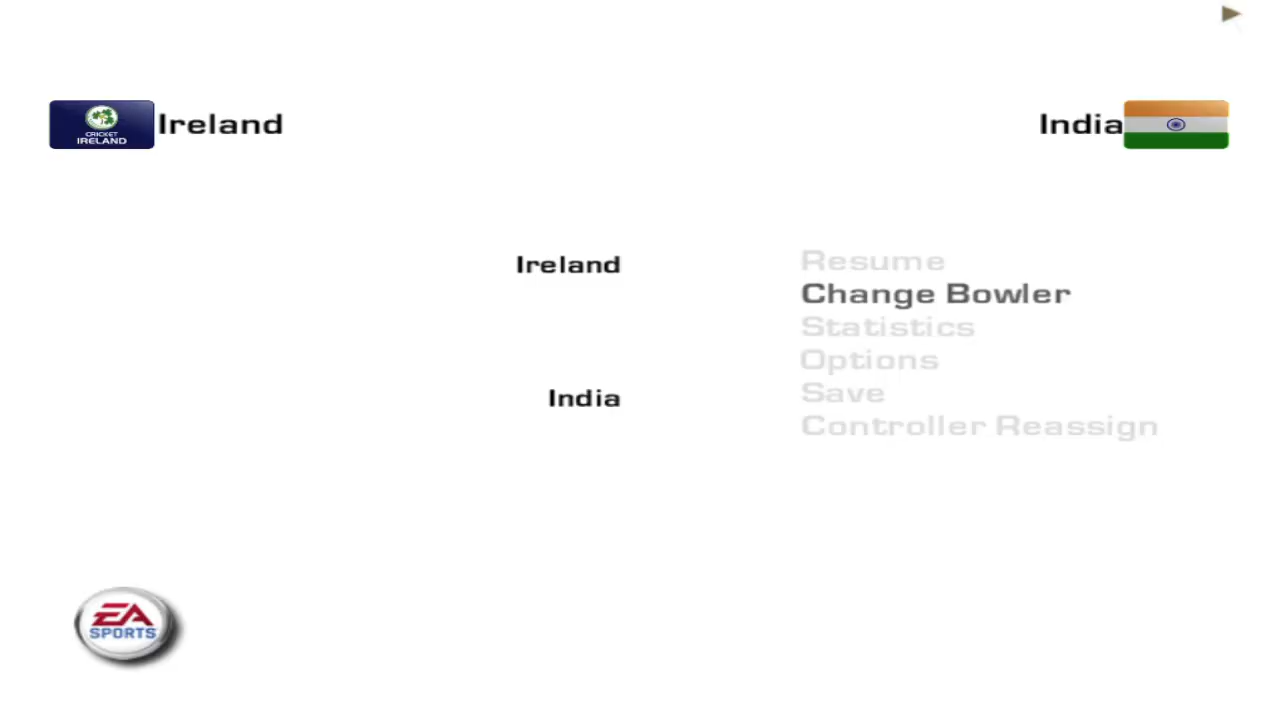 Ireland
India
CRICKET
IRELAND
Ireland
Resume
Change Bowler
Statistics
Options
Save
Controller Reassign
India
EA
SPORTS